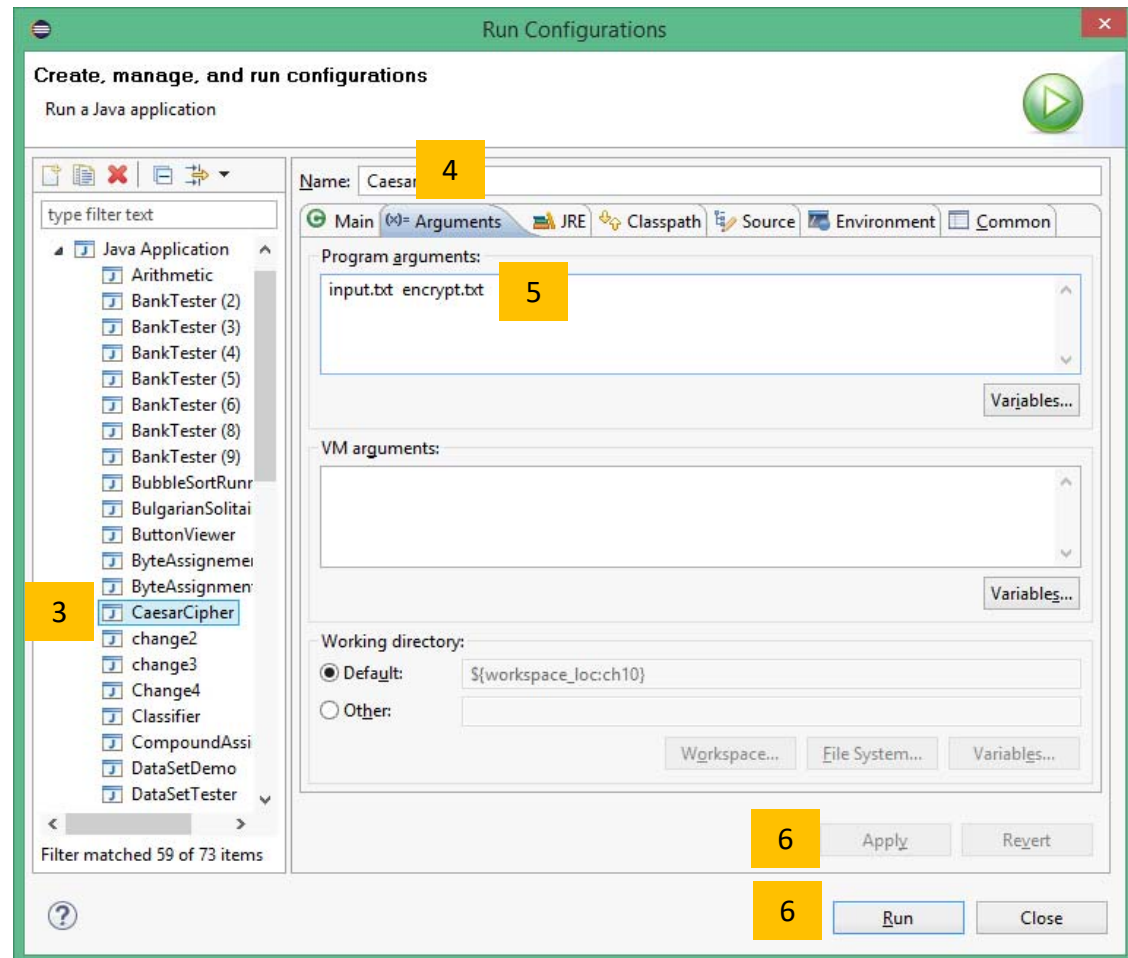 Run Configurations
Create, manage, and run configurations
Run a Java application
type filter text
Java Application
Arithmetic
BankTester (2)
BankTester (3)
BankTester (4)
BankTester (5)
BankTester (6)
BankTester (8)
BankTester (9)
BubbleSortRunr
BulgarianSolitai
ButtonViewer
ByteAssignemer
ByteAssignmen
3
CaesarCipher
change2
change3
Change4
Classifier
CompoundAssi
DataSetDemo
DataSetTester
Filter matched 59 of 73 items
4
Name: Caesar
Main (x)= Arguments JRE Classpath Source Environment Common
Program arguments:
input.txt encrypt.txt
5
Variables...
VM arguments:
Variables...
Working directory:
Default: ${workspace_loc:ch10}
Other:
Workspace... File System... Variables...
6 Apply Revert
6 Run Close